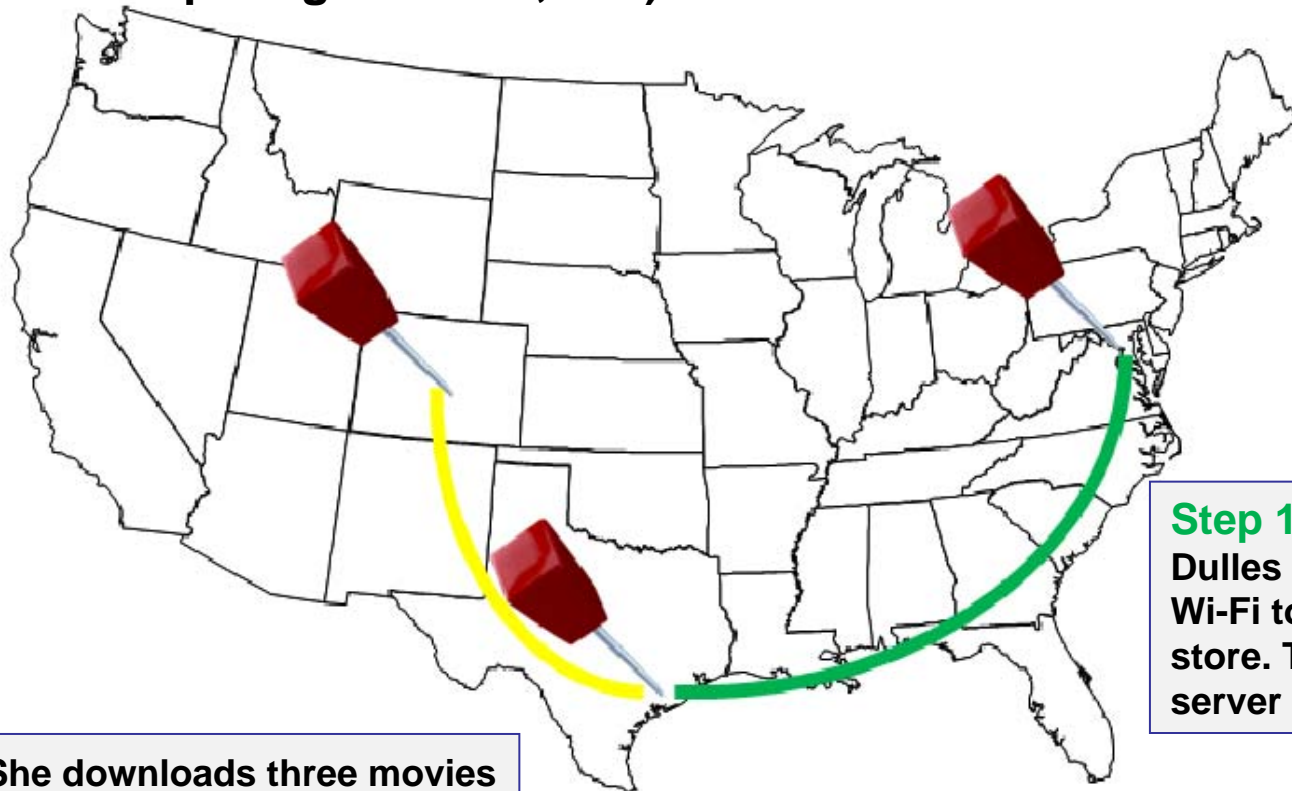 Step 1
Dulles
Wi-Fi to
store. T
server
She downloads three movies